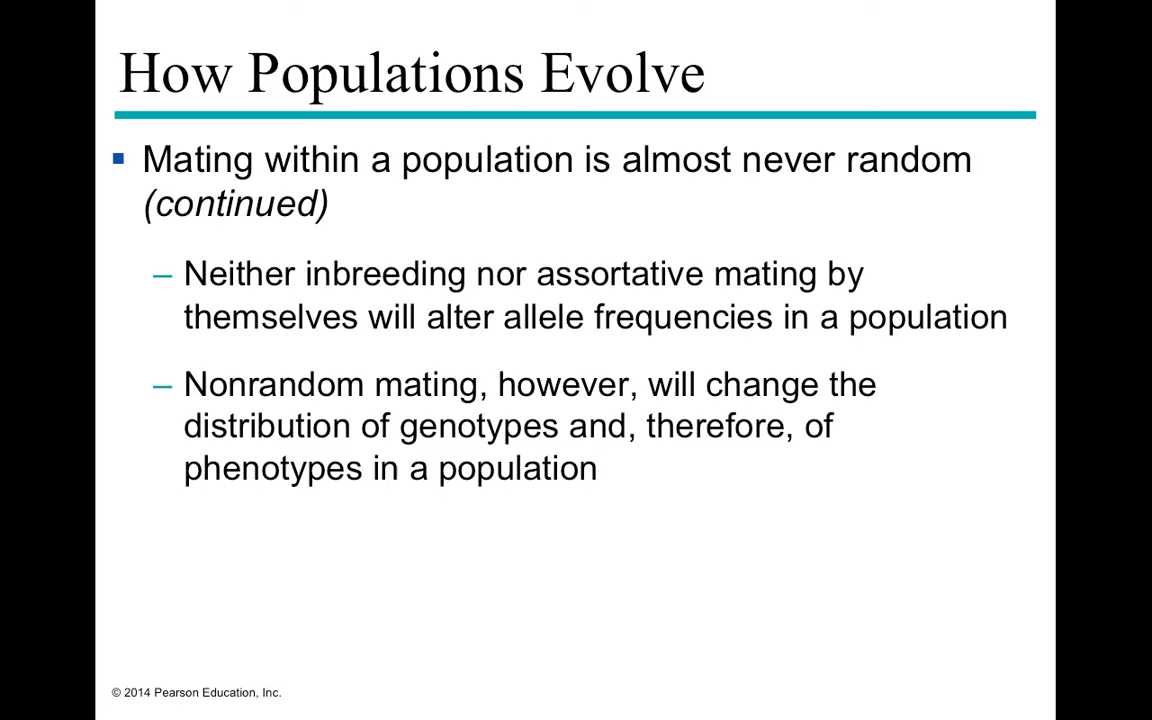 How Populations Evolve
▪ Mating within a population is almost never random
(continued)
– Neither inbreeding nor assortative mating by
themselves will alter allele frequencies in a population
– Nonrandom mating, however, will change the
distribution of genotypes and, therefore, of
phenotypes in a population
© 2014 Pearson Education, Inc.